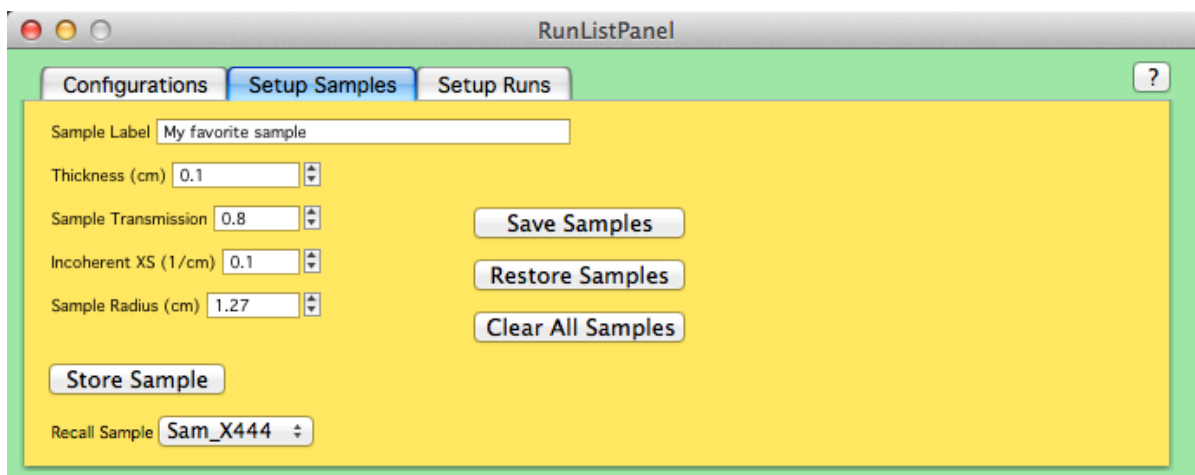 RunListPanel
Configurations Setup Samples Setup Runs ?
Sample Label My favorite sample
Thickness (cm) 0.1
Sample Transmission 0.8 Save Samples
Incoherent XS (1/cm) 0.1 Restore Samples
Sample Radius (cm) 1.27 Clear All Samples
Store Sample
Recall Sample Sam_X444